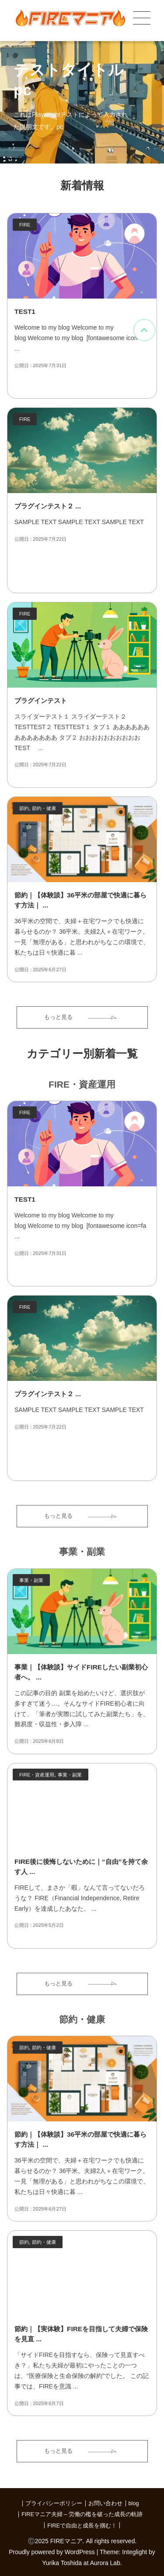 FIREマニア
テストタイトル
pc
新着情報
FIRE
TEST1
Welcome to my blog Welcome to my
blog Welcome to my blog [fontawesome icon=
...
公開日 : 2025年7月31日
FIRE
プラグインテスト２ ...
SAMPLE TEXT SAMPLE TEXT SAMPLE TEXT
公開日 : 2025年7月22日
FIRE
プラグインテスト
スライダーテスト１ スライダーテスト２
TESTTEST２ TESTTEST１ タブ１ ああああああ
あああああああ タブ２ おおおおおおおおおお
TEST ...
公開日 : 2025年7月22日
節約, 節約・健康
節約｜【体験談】36平米の部屋で快適に暮ら
す方法｜ ...
36平米の空間で、夫婦＋在宅ワークでも快適に
暮らせるのか？ 36平米。夫婦2人＋在宅ワーク。
一見「無理がある」と思われがちなこの環境で、
私たちは日々快適に暮 ...
公開日 : 2025年6月27日
もっと見る
カテゴリー別新着一覧
FIRE・資産運用
FIRE
TEST1
Welcome to my blog Welcome to my
blog Welcome to my blog [fontawesome icon=fa
...
公開日 : 2025年7月31日
FIRE
プラグインテスト２ ...
SAMPLE TEXT SAMPLE TEXT SAMPLE TEXT
公開日 : 2025年7月22日
もっと見る
事業・副業
事業・副業
事業｜【体験談】サイドFIREしたい副業初心
者へ。 ...
この記事の目的 副業を始めたいけど、選択肢が
多すぎて迷う…。そんなサイドFIRE初心者に向
けて、「筆者が実際に試してみた副業たち」を、
難易度・収益性・参入障 ...
公開日 : 2025年6月8日
FIRE・資産運用, 事業・副業
FIRE後に後悔しないために｜“自由”を持て余
す人 ...
FIREして、まさか「暇」なんて言ってないだろ
うな？ FIRE（Financial Independence, Retire
Early）を達成したあなた、 ...
公開日 : 2025年5月2日
もっと見る
節約・健康
節約, 節約・健康
節約｜【体験談】36平米の部屋で快適に暮ら
す方法｜ ...
36平米の空間で、夫婦＋在宅ワークでも快適に
暮らせるのか？ 36平米。夫婦2人＋在宅ワーク。
一見「無理がある」と思われがちなこの環境で、
私たちは日々快適に暮 ...
公開日 : 2025年6月27日
節約, 節約・健康
節約｜【実体験】FIREを目指して夫婦で保険
を見直 ...
「サイドFIREを目指すなら、保険って見直すべ
き？」私たち夫婦が最初にやったことの一つ
は、“医療保険と生命保険の解約”でした。 この記
事では、FIREを意識 ...
公開日 : 2025年6月7日
もっと見る
プライバシーポリシー | お問い合わせ | blog
FIREマニア夫婦 – 労働の檻を破った成長の軌跡
FIREで自由と成長を掴む！
©2025 FIREマニア. All rights reserved.
Proudly powered by WordPress | Theme: Integlight by
Yurika Toshida at Aurora Lab.